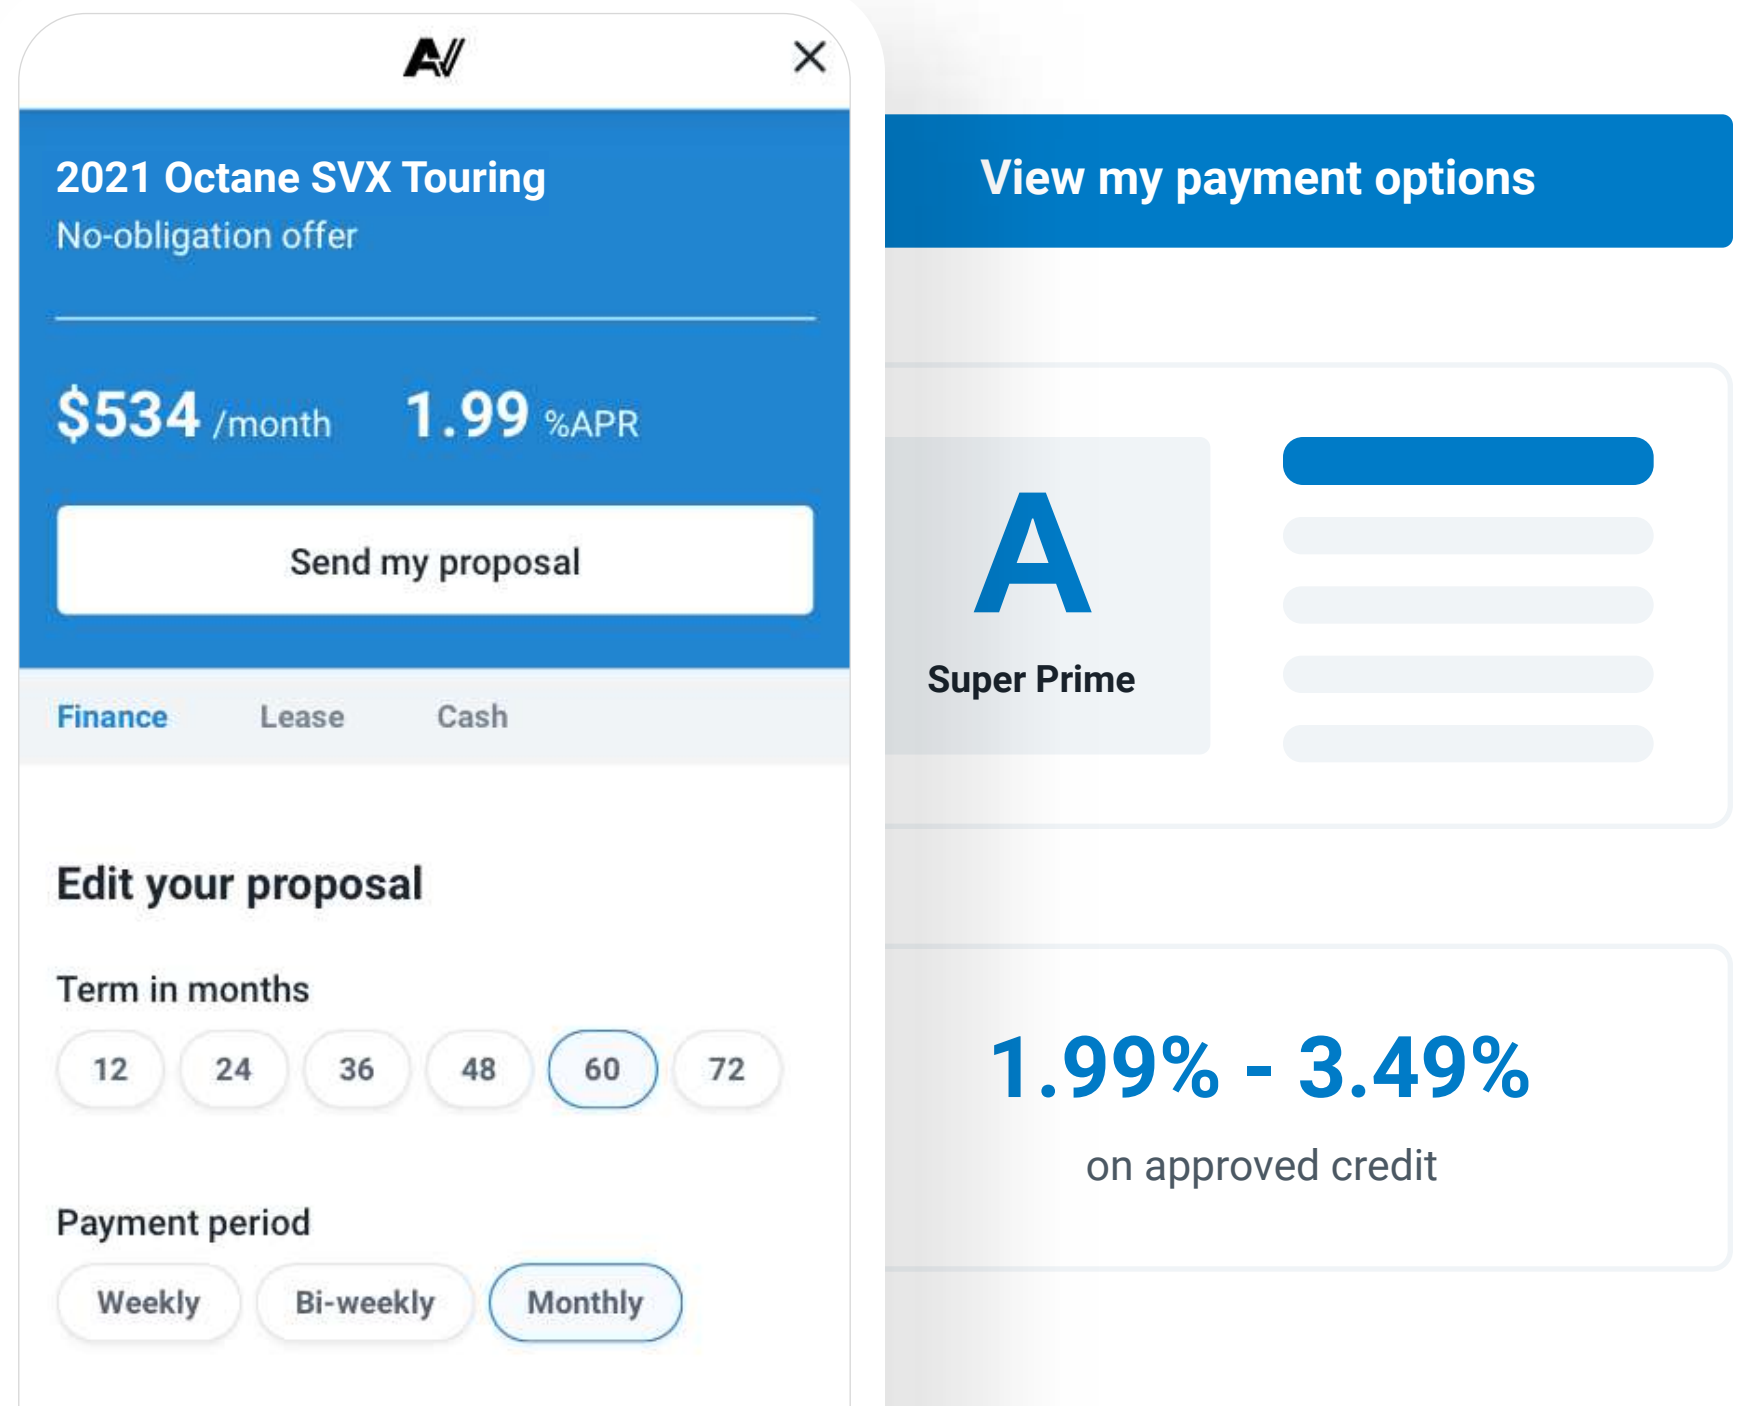 2021 Octane SVX Touring
No-obligation offer
$534 /month 1.99 %APR
Send my proposal
Finance Lease Cash
Edit your proposal
Term in months
12 24 36 48 60 72
Payment period
Weekly Bi-weekly Monthly
View my payment options
A
Super Prime
1.99% - 3.49%
on approved credit